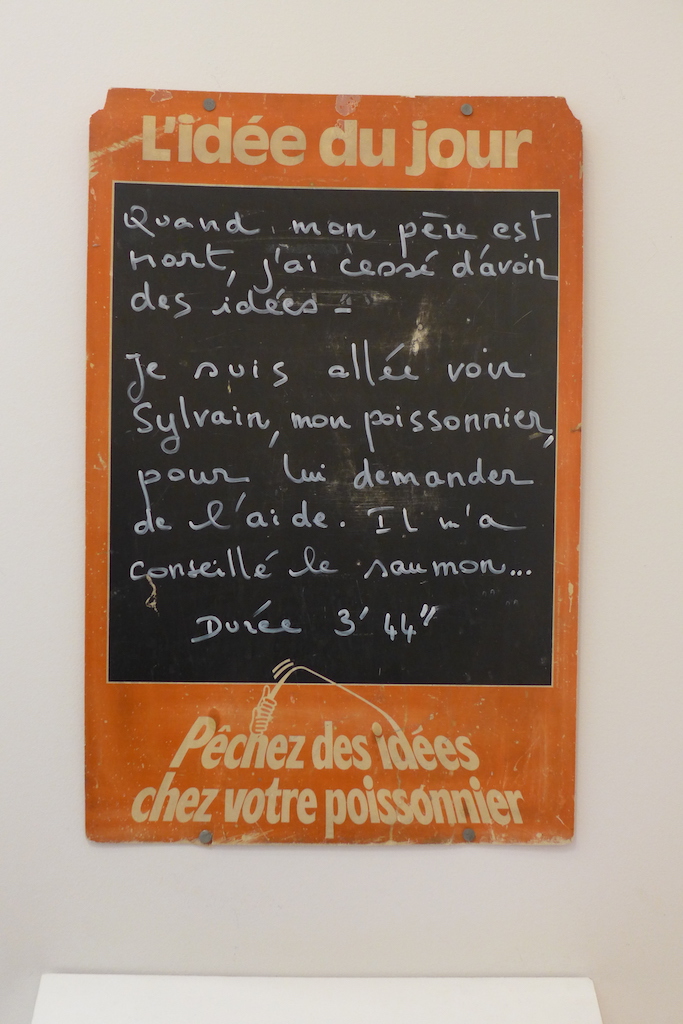 L'idée du jour
Quand mon père est
mort, j'ai cessé d'avoir
des idées -
Je suis allée voir
Sylvain, mon poissonnier,
pour lui demander
de l'aide. Il m'a
conseillé le saumon...
Durée 3' 44"
Pêchez des idées
chez votre poissonnier